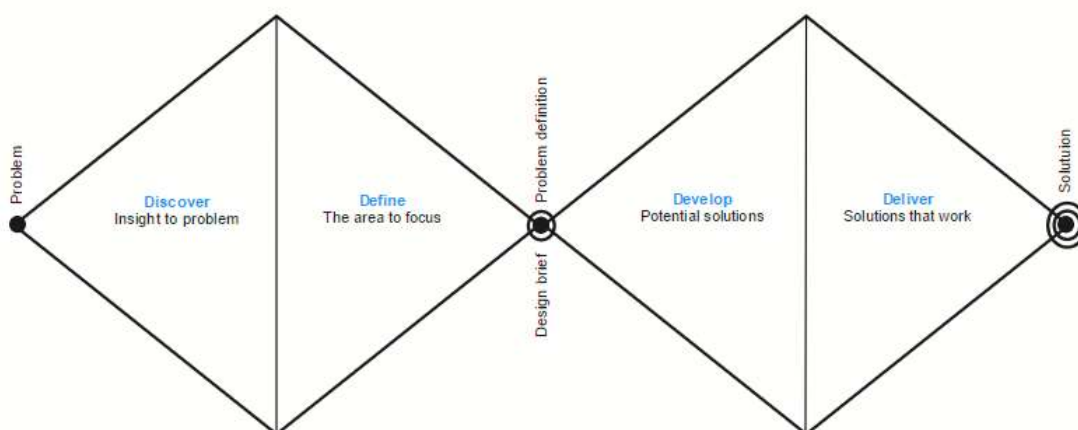 Problem
Discover
Insight to problem
Define
The area to focus
Problem definition
Design brief
Develop
Potential solutions
Deliver
Solutions that work
Solutuion